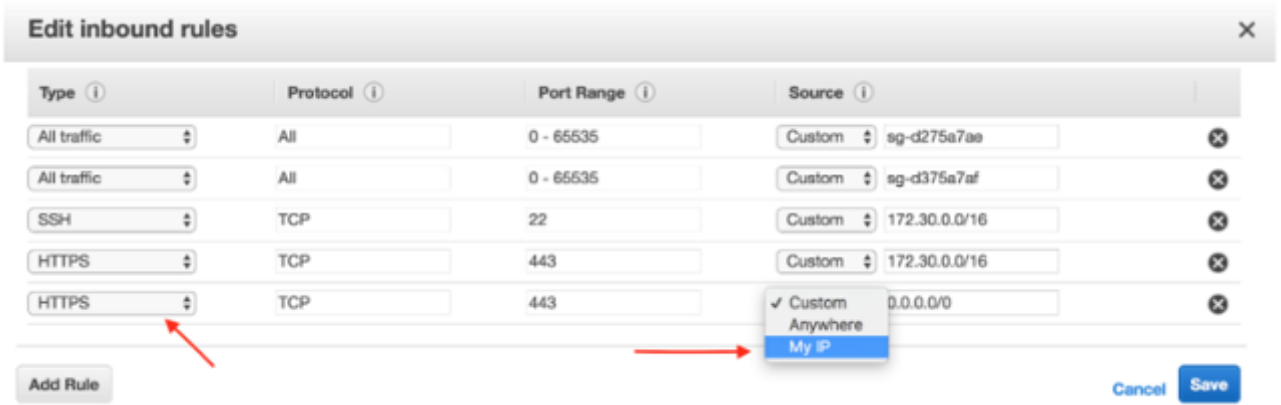 Edit inbound rules
Type Protocol Port Range Source
All traffic All 0 - 65535 Custom sg-d275a7ae
All traffic All 0 - 65535 Custom sg-d375a7af
SSH TCP 22 Custom 172.30.0.0/16
HTTPS TCP 443 Custom 172.30.0.0/16
HTTPS TCP 443 ✓ Custom 0.0.0.0/0
Anywhere
My IP
Add Rule Cancel Save